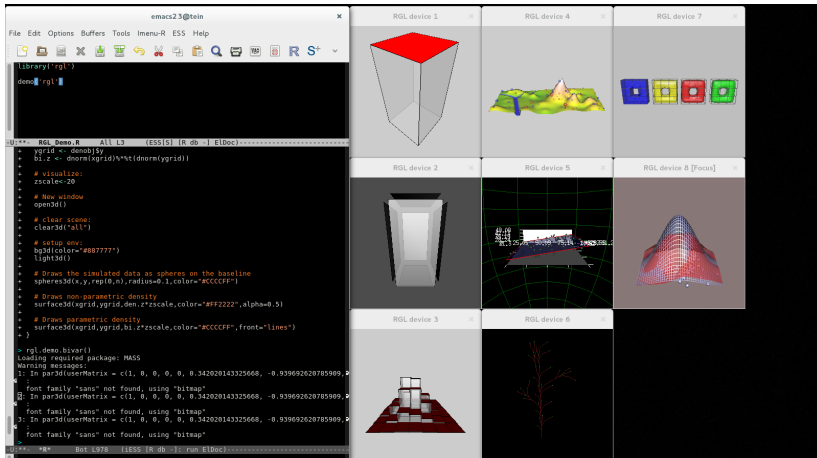 emacs23@tein
File Edit Options Buffers Tools Imenu-R ESS Help
R S+
library('rgl')
demo('rgl')
-U:**- RGL_Demo.R All L3 (ESS[S] [R db -] ElDoc)
+ ygrid <- denobj$y
+ bi.z <- dnorm(xgrid)%*%t(dnorm(ygrid))
+
+ # visualize:
+ zscale<-20
+
+ # New window
+ open3d()
+
+ # clear scene:
+ clear3d("all")
+
+ # setup env:
+ bg3d(color="#887777")
+ light3d()
+
+ # Draws the simulated data as spheres on the baseline
+ spheres3d(x,y,rep(0,n),radius=0.1,color="#CCCCFF")
+
+ # Draws non-parametric density
+ surface3d(xgrid,ygrid,den.z*zscale,color="#FF2222",alpha=0.5)
+
+ # Draws parametric density
+ surface3d(xgrid,ygrid,bi.z*zscale,color="#CCCCFF",front="lines")
+ }
> rgl.demo.bivar()
Loading required package: MASS
Warning messages:
1: In par3d(userMatrix = c(1, 0, 0, 0, 0, 0.342020143325668, -0.939692620785909,
:
font family "sans" not found, using "bitmap"
2: In par3d(userMatrix = c(1, 0, 0, 0, 0, 0.342020143325668, -0.939692620785909,
:
font family "sans" not found, using "bitmap"
3: In par3d(userMatrix = c(1, 0, 0, 0, 0, 0.342020143325668, -0.939692620785909,
:
font family "sans" not found, using "bitmap"
>
-U:**- *R* Bot L978 (iESS [R db -]: run ElDoc)
RGL device 1
RGL device 4
RGL device 7
RGL device 2
RGL device 5
RGL device 8 [Focus]
RGL device 3
RGL device 6